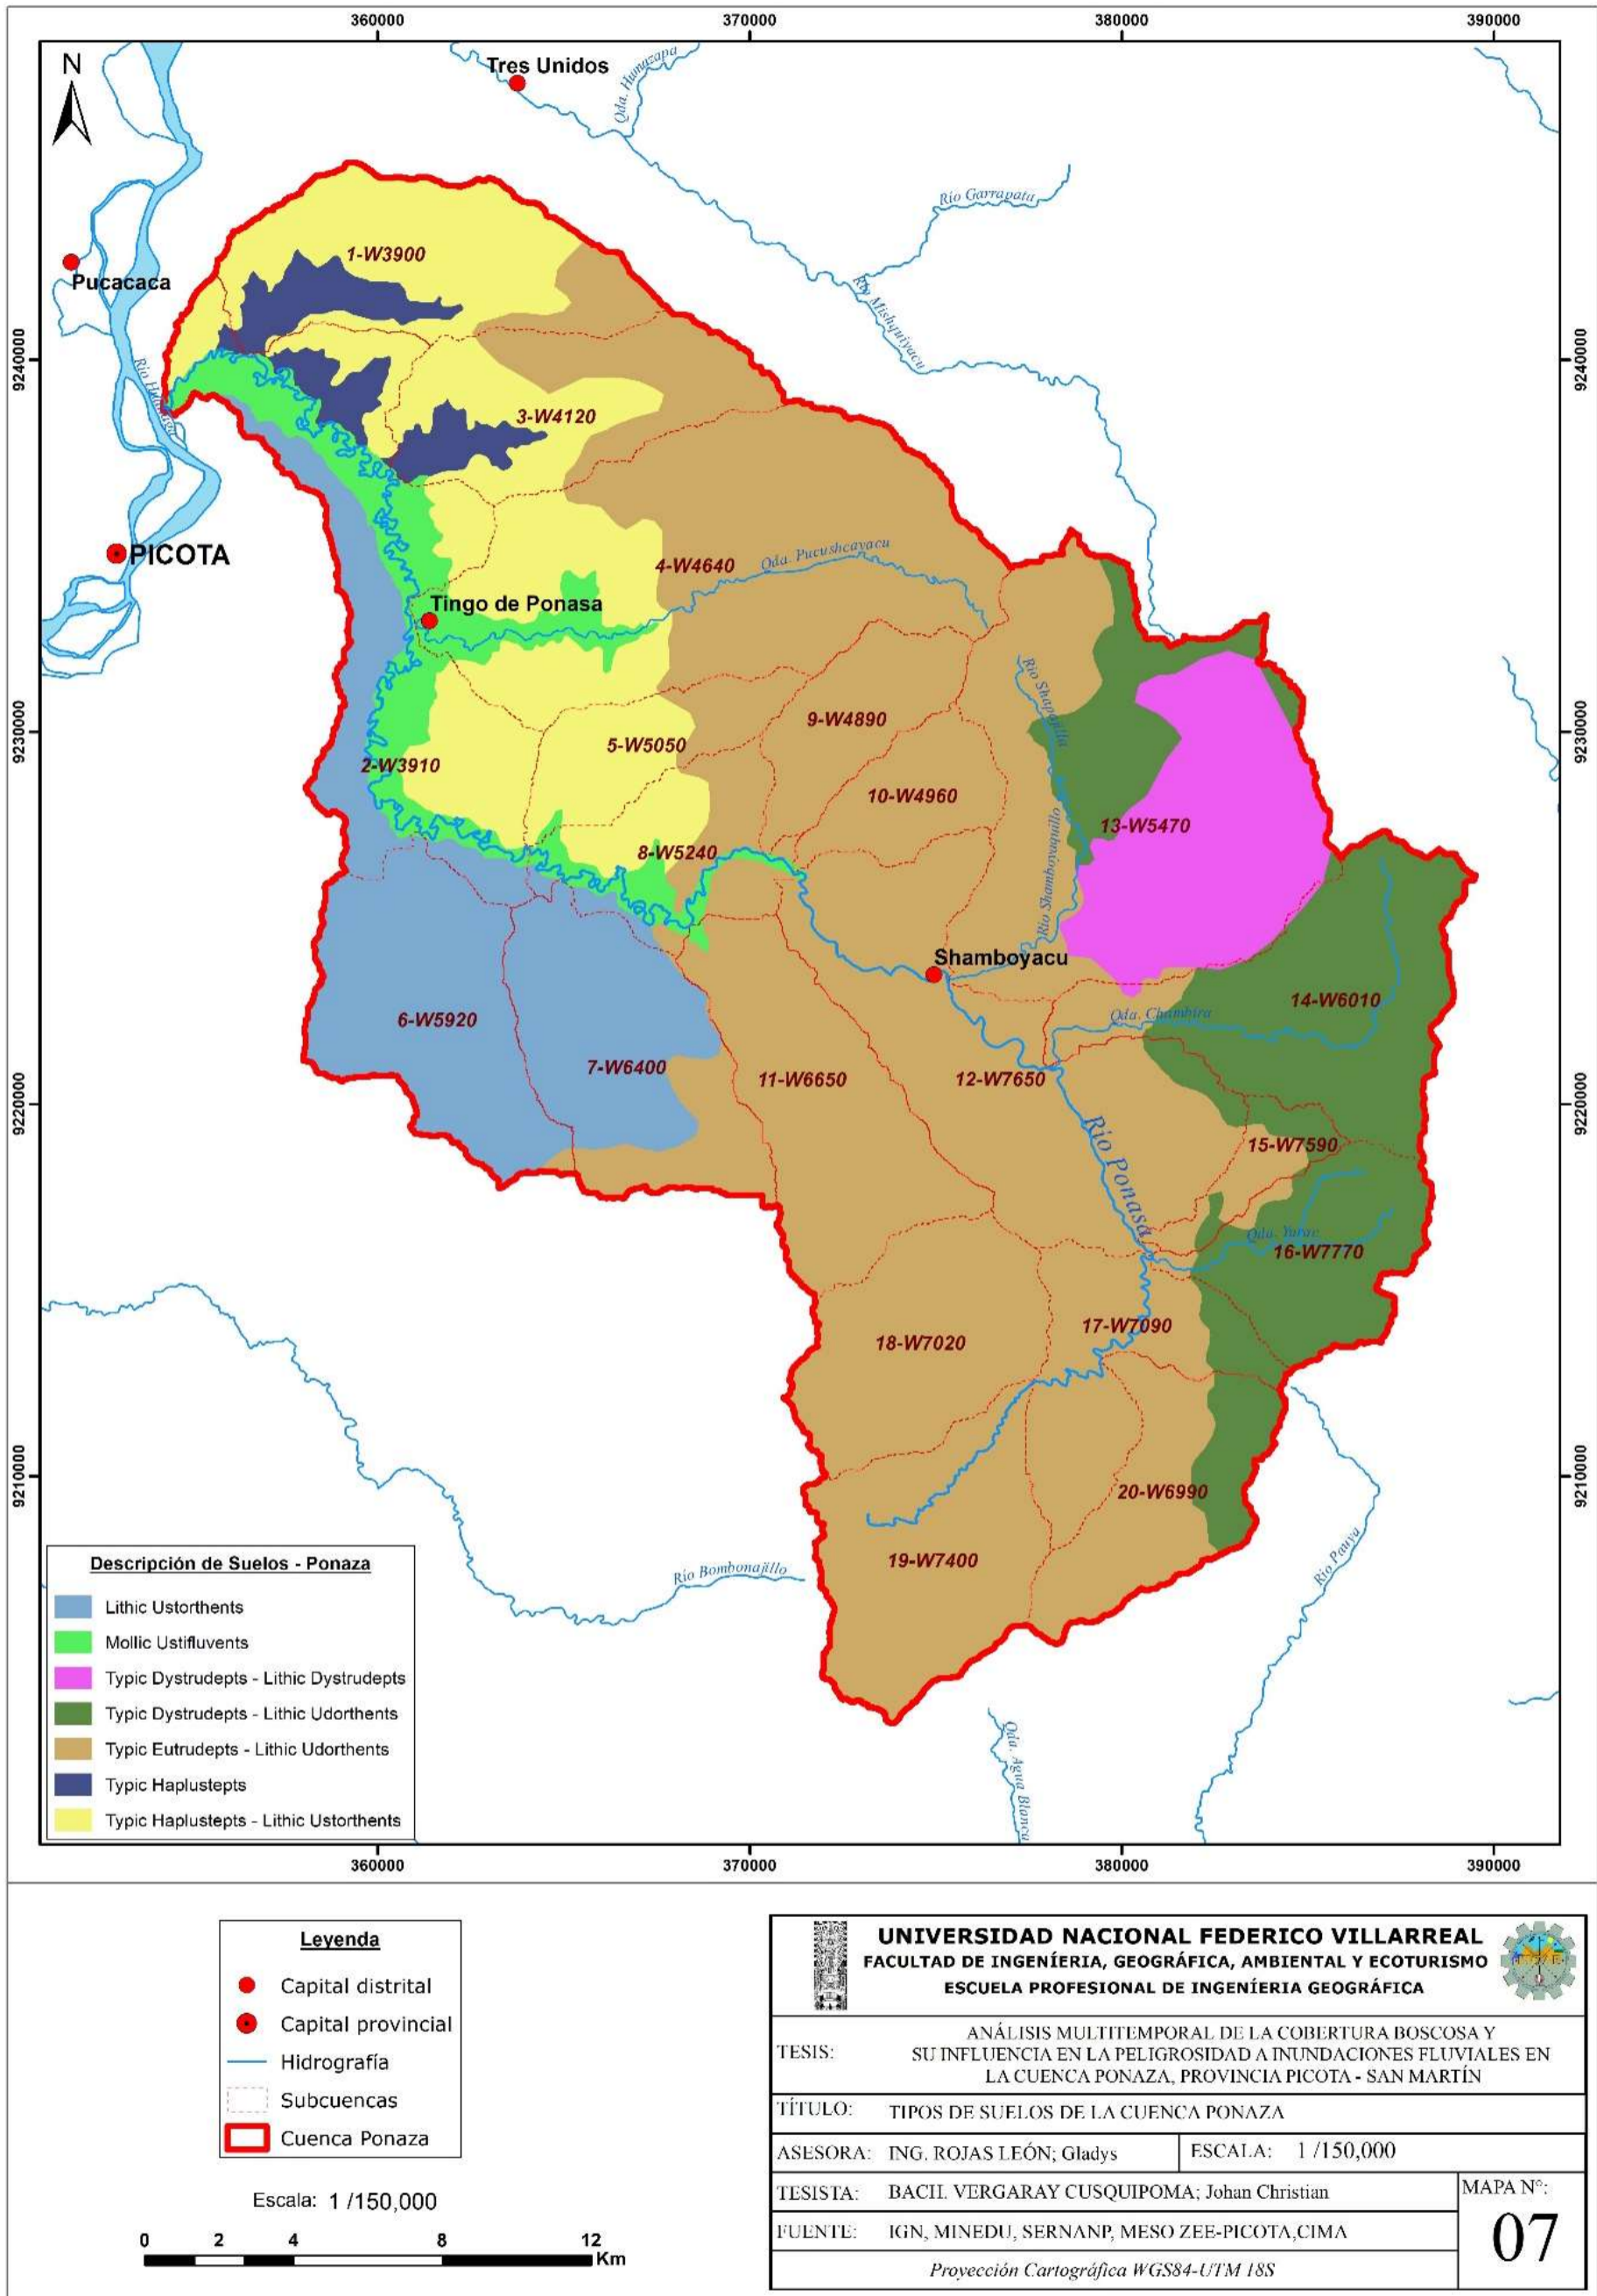 360000
370000
380000
390000
N
Tres Unidos
Qda. Humazapa
Río Garrapata
1-W3900
Pucacaca
Río Mishquiyacu
9240000
9240000
3-W4120
PICOTA
4-W4640
Qda. Pucushcayacu
Tingo de Ponasa
Río Shapajilla
9230000
9230000
9-W4890
5-W5050
2-W3910
10-W4960
13-W5470
8-W5240
Río Shamboyaquillo
Shamboyacu
14-W6010
Qda. Chambira
6-W5920
7-W6400
11-W6650
12-W7650
9220000
9220000
Río Ponasa
15-W7590
Qda. Yurac
16-W7770
17-W7090
18-W7020
9210000
9210000
20-W6990
19-W7400
Río Bombonajillo
Río Pauya
Qda. Agua Blanca
Descripción de Suelos - Ponaza
Lithic Ustorthents
Mollic Ustifluvents
Typic Dystrudepts - Lithic Dystrudepts
Typic Dystrudepts - Lithic Udorthents
Typic Eutrudepts - Lithic Udorthents
Typic Haplustepts
Typic Haplustepts - Lithic Ustorthents
360000
370000
380000
390000
Leyenda
Capital distrital
Capital provincial
Hidrografía
Subcuencas
Cuenca Ponaza
Escala: 1 /150,000
0 2 4 8 12
Km
UNIVERSIDAD NACIONAL FEDERICO VILLARREAL
FACULTAD DE INGENÍERIA, GEOGRÁFICA, AMBIENTAL Y ECOTURISMO
ESCUELA PROFESIONAL DE INGENÍERIA GEOGRÁFICA
TESIS: ANÁLISIS MULTITEMPORAL DE LA COBERTURA BOSCOSA Y
SU INFLUENCIA EN LA PELIGROSIDAD A INUNDACIONES FLUVIALES EN
LA CUENCA PONAZA, PROVINCIA PICOTA - SAN MARTÍN
TÍTULO: TIPOS DE SUELOS DE LA CUENCA PONAZA
ASESORA: ING. ROJAS LEÓN; Gladys
ESCALA: 1 /150,000
TESISTA: BACH. VERGARAY CUSQUIPOMA; Johan Christian
MAPA N°:
07
FUENTE: IGN, MINEDU, SERNANP, MESO ZEE-PICOTA,CIMA
Proyección Cartográfica WGS84-UTM 18S